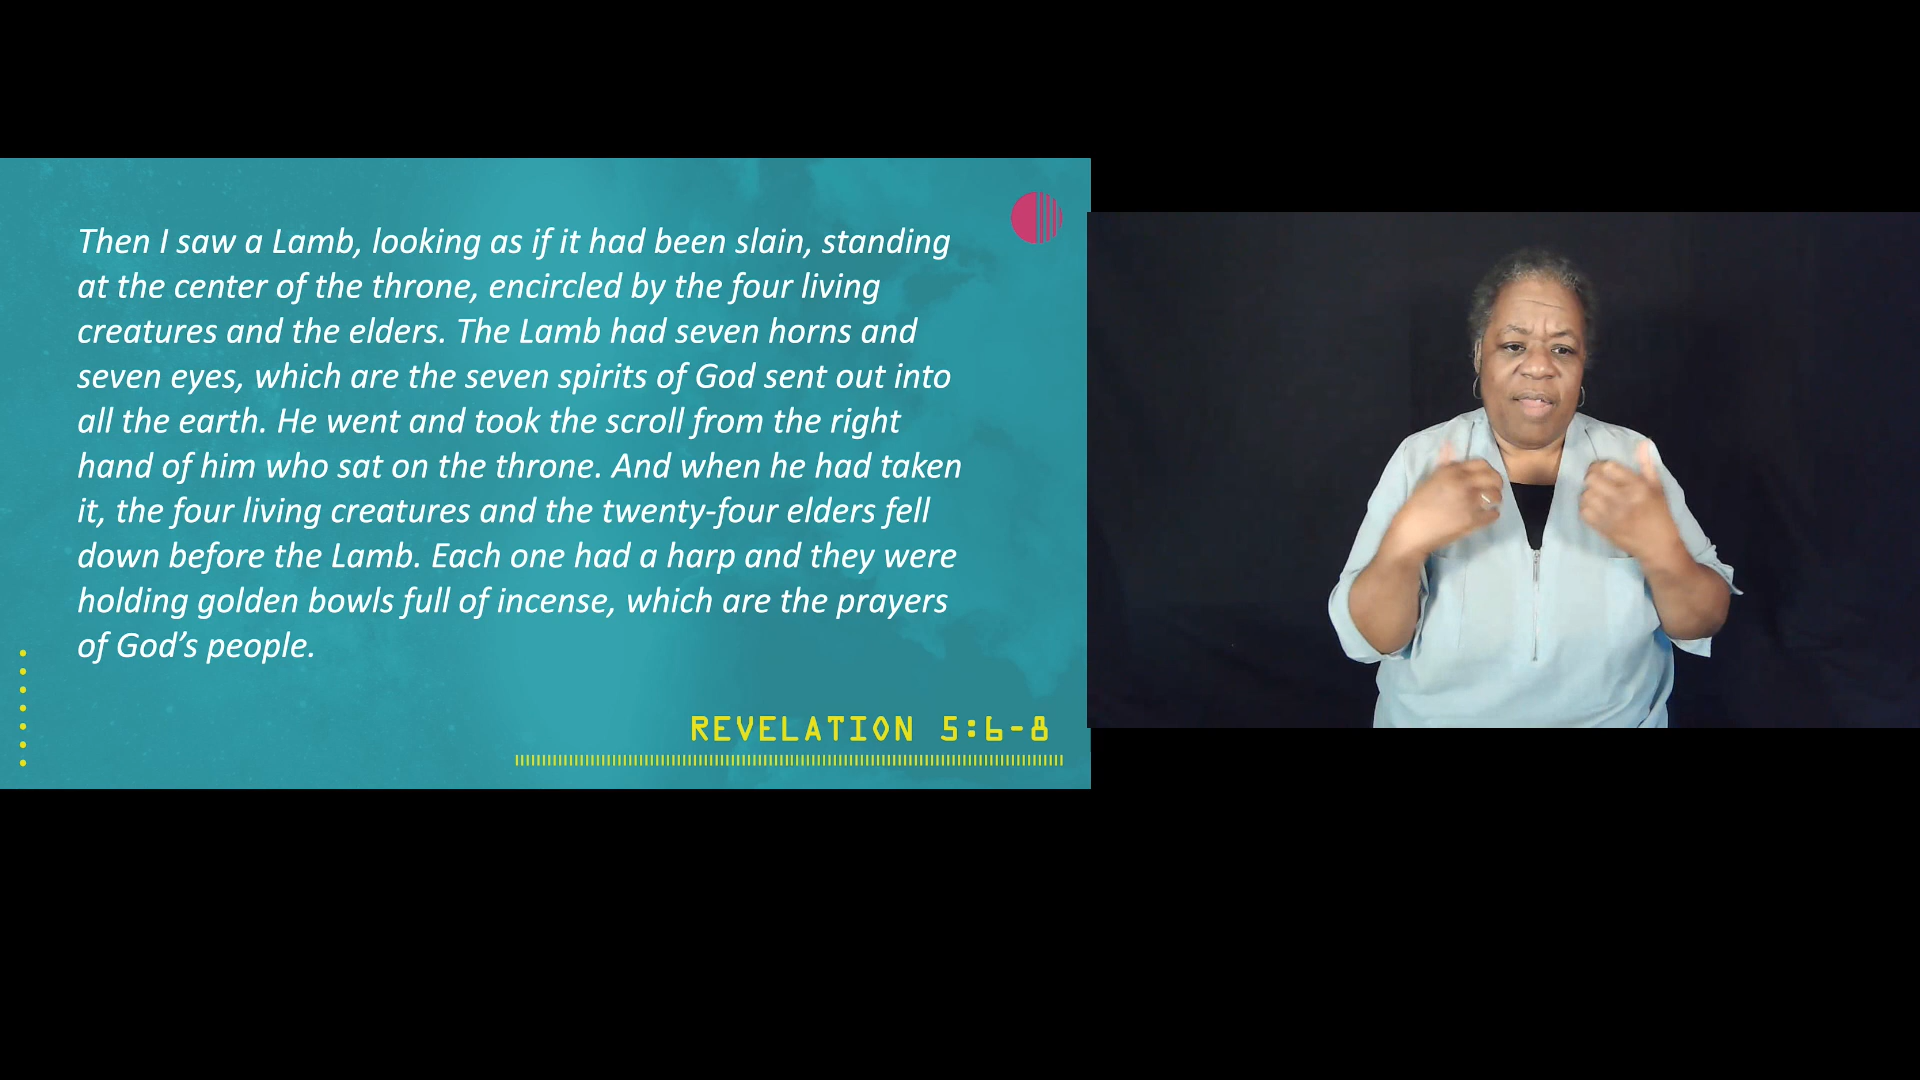 Then I saw a Lamb, looking as if it had been slain, standing
at the center of the throne, encircled by the four living
creatures and the elders. The Lamb had seven horns and
seven eyes, which are the seven spirits of God sent out into
all the earth. He went and took the scroll from the right
hand of him who sat on the throne. And when he had taken
it, the four living creatures and the twenty-four elders fell
down before the Lamb. Each one had a harp and they were
holding golden bowls full of incense, which are the prayers
of God’s people.
REVELATION 5:6-8